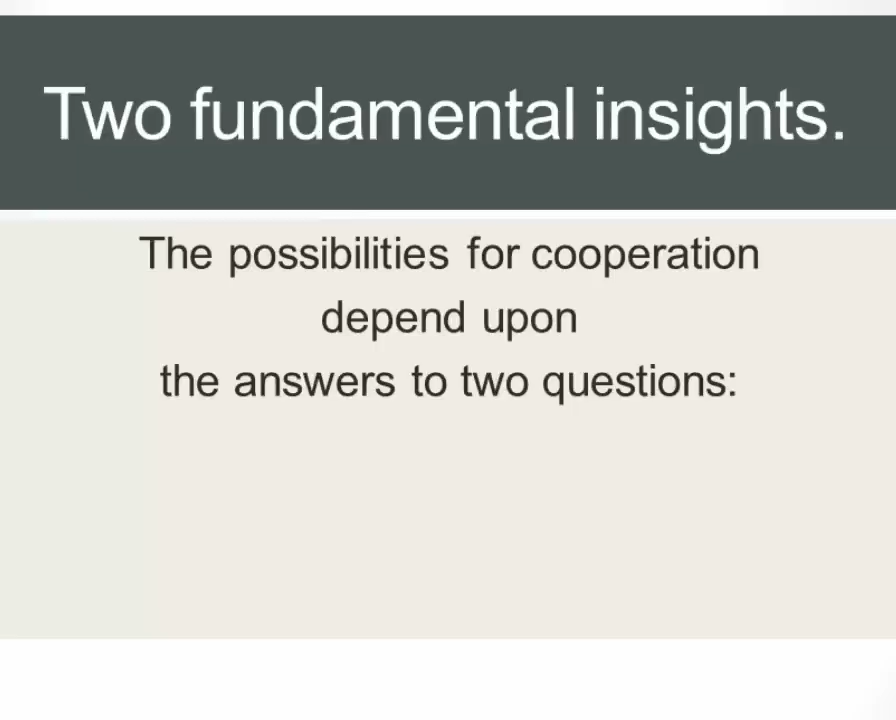 Two fundamental insights.
The possibilities for cooperation
depend upon
the answers to two questions: